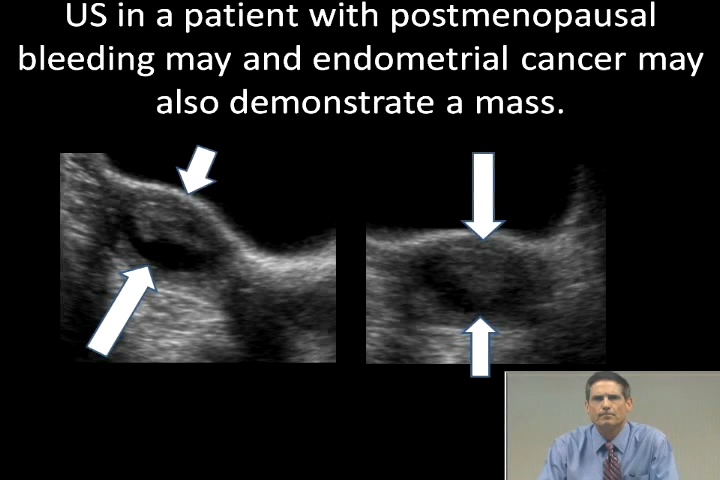 US in a patient with postmenopausal
bleeding may and endometrial cancer may
also demonstrate a mass.